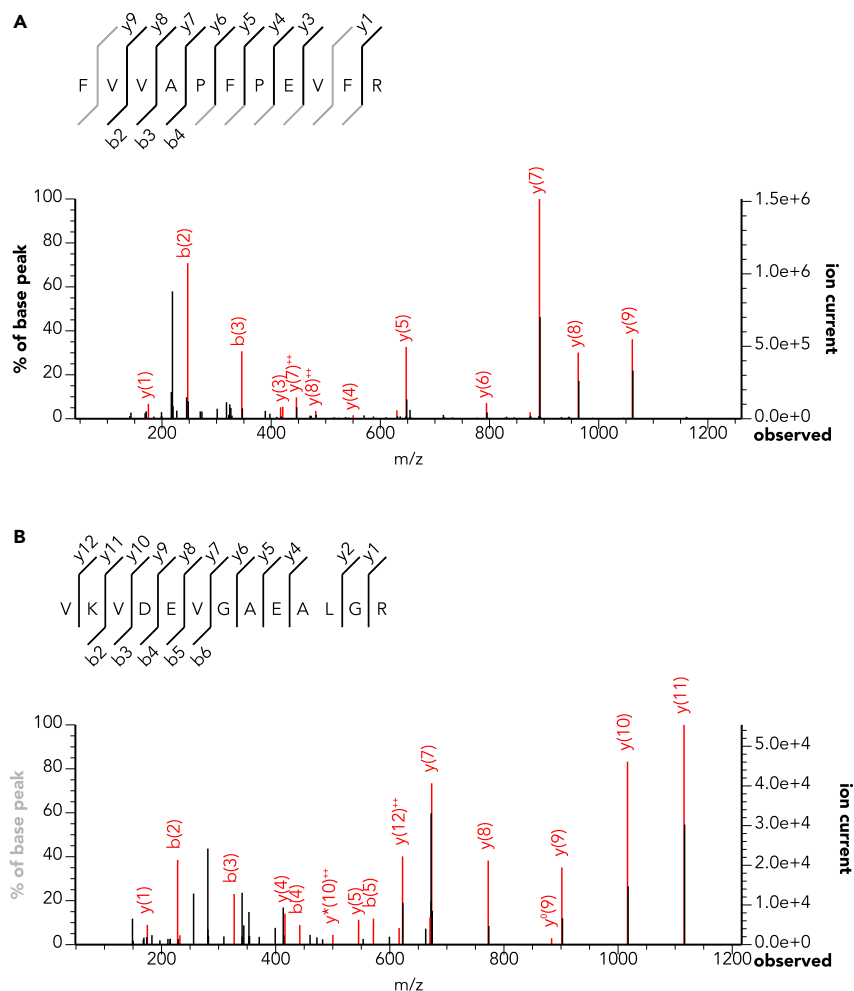 A
y9 y8 y7 y6 y5 y4 y3 y1
F V V A P F P E V F R
b2 b3 b4
y(7)
100 1.5e+6
b(2)
80
1.0e+6
60
% of base peak
ion current
40
b(3) y(5) y(8) y(9)
5.0e+5
20
y(1) y(3) y(7)‡ y(8)‡ y(4) y(6)
0 0.0e+0
200 400 600 800 1000 1200
observed
m/z
B
y12 y11 y10 y9 y8 y7 y6 y5 y4 y2 y1
V K V D E V G A E A L G R
b2 b3 b4 b5 b6
y(11)
100
y(10)
5.0e+4
y(7)
80
4.0e+4
60
% of base peak
ion current
3.0e+4
b(2) y(12)‡ y(8) y(9)
40
2.0e+4
b(3)
20
1.0e+4
y(1) y(4) b(4) y*(10)‡ y(5) b(5) y⁰(9)
0 0.0e+0
200 400 600 800 1000 1200 observed
m/z